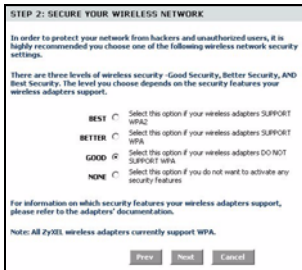 STEP 2: SECURE YOUR WIRELESS NETWORK
In order to protect your network from hackers and unauthorized users, it is
highly recommended you choose one of the following wireless network security
settings.
There are three levels of wireless security -Good Security, Better Security, AND
Best Security. The level you choose depends on the security features your
wireless adapters support.
BEST Select this option if your wireless adapters SUPPORT
WPA2
BETTER Select this option if your wireless adapters SUPPORT
WPA
GOOD Select this option if your wireless adapters DO NOT
SUPPORT WPA
NONE Select this option if you do not want to activate any
security features
For information on which security features your wireless adapters support,
please refer to the adapters' documentation.
Note: All ZyXEL wireless adapters currently support WPA.
Prev Next Cancel